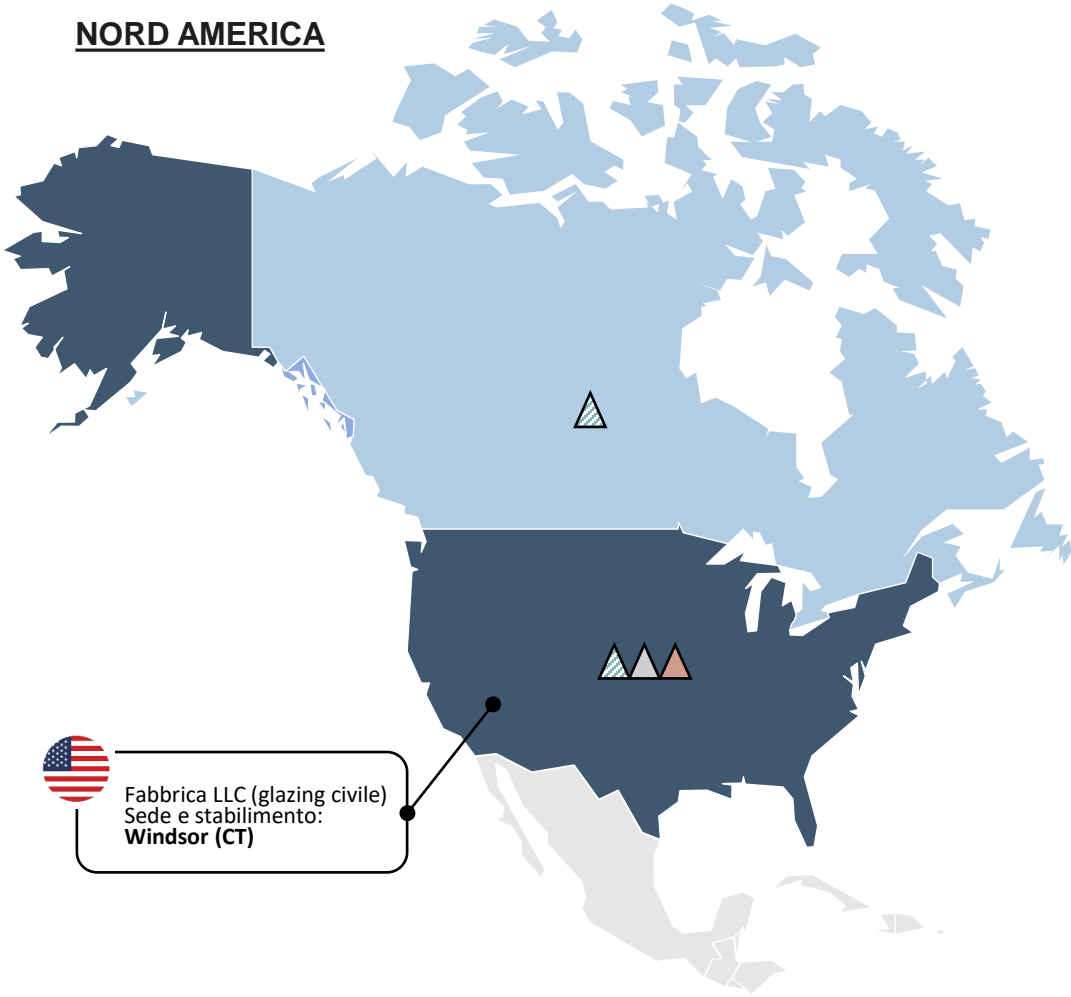 NORD AMERICA
Fabbrica LLC (glazing civile)
Sede e stabilimento:
Windsor (CT)